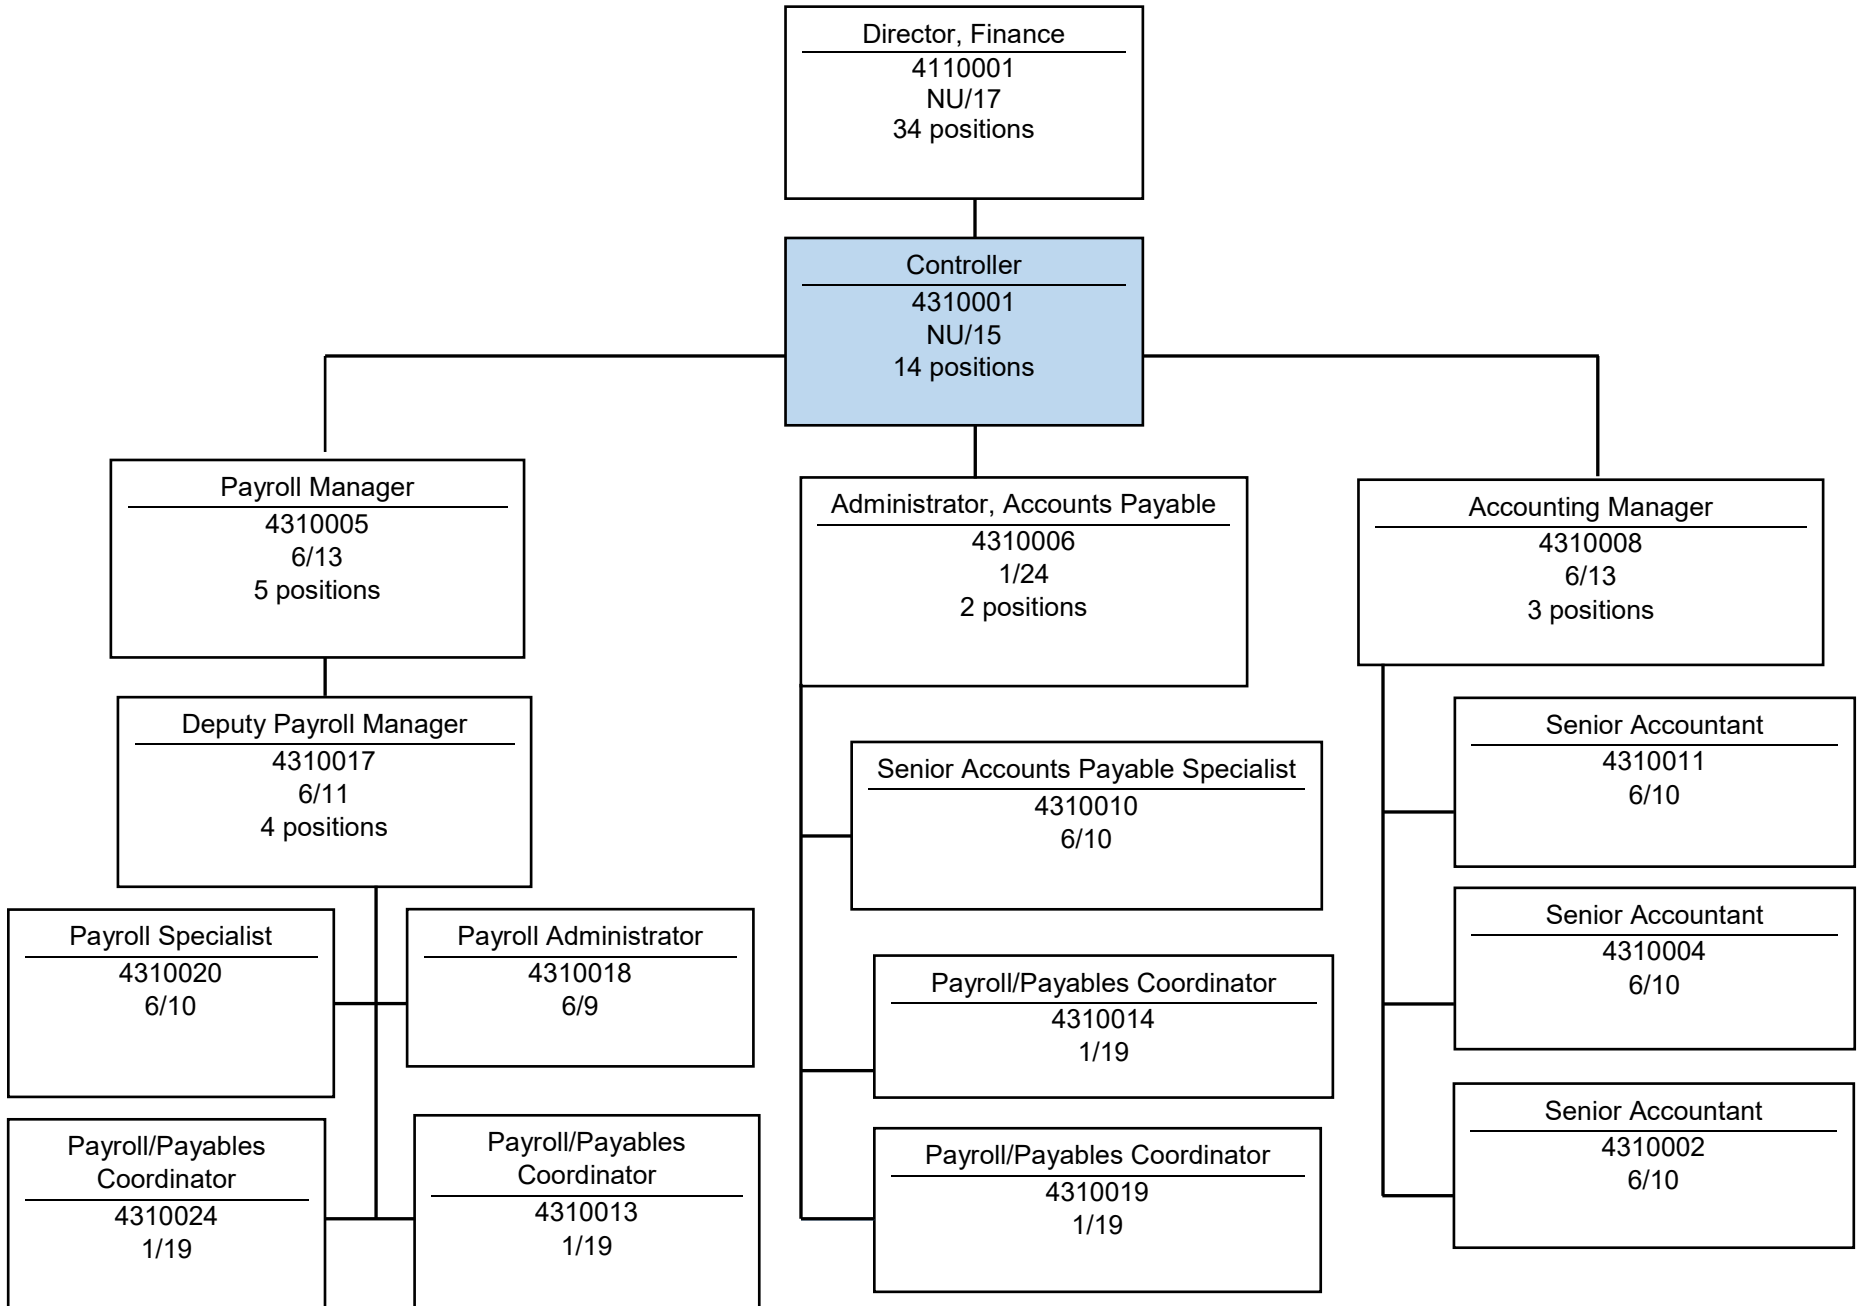 Director, Finance
4110001
NU/17
34 positions
Controller
4310001
NU/15
14 positions
Payroll Manager
4310005
6/13
5 positions
Deputy Payroll Manager
4310017
6/11
4 positions
Payroll Specialist
4310020
6/10
Payroll Administrator
4310018
6/9
Payroll/Payables
Coordinator
4310024
1/19
Payroll/Payables
Coordinator
4310013
1/19
Administrator, Accounts Payable
4310006
1/24
2 positions
Senior Accounts Payable Specialist
4310010
6/10
Payroll/Payables Coordinator
4310014
1/19
Payroll/Payables Coordinator
4310019
1/19
Accounting Manager
4310008
6/13
3 positions
Senior Accountant
4310011
6/10
Senior Accountant
4310004
6/10
Senior Accountant
4310002
6/10